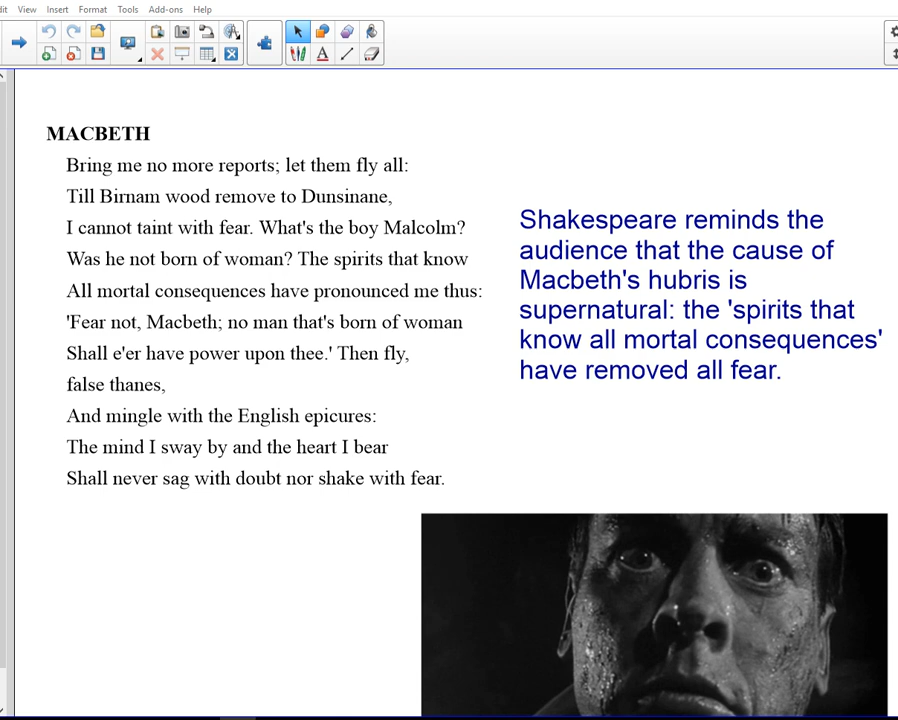 dit View Insert Format Tools Add-ons Help
MACBETH
Bring me no more reports; let them fly all:
Till Birnam wood remove to Dunsinane,
I cannot taint with fear. What's the boy Malcolm?
Was he not born of woman? The spirits that know
All mortal consequences have pronounced me thus:
'Fear not, Macbeth; no man that's born of woman
Shall e'er have power upon thee.' Then fly,
false thanes,
And mingle with the English epicures:
The mind I sway by and the heart I bear
Shall never sag with doubt nor shake with fear.
Shakespeare reminds the
audience that the cause of
Macbeth's hubris is
supernatural: the 'spirits that
know all mortal consequences'
have removed all fear.